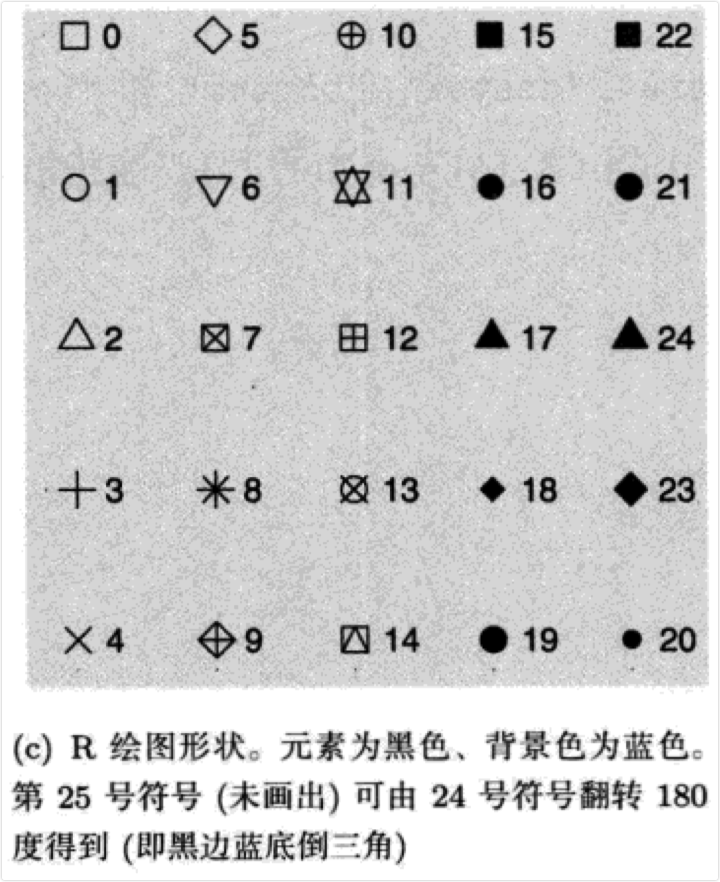 0 5 10 15 22
1 6 11 16 21
2 7 12 17 24
3 8 13 18 23
4 9 14 19 20
(c) R 绘图形状。元素为黑色、背景色为蓝色。
第 25 号符号 (未画出) 可由 24 号符号翻转 180
度得到 (即黑边蓝底倒三角)